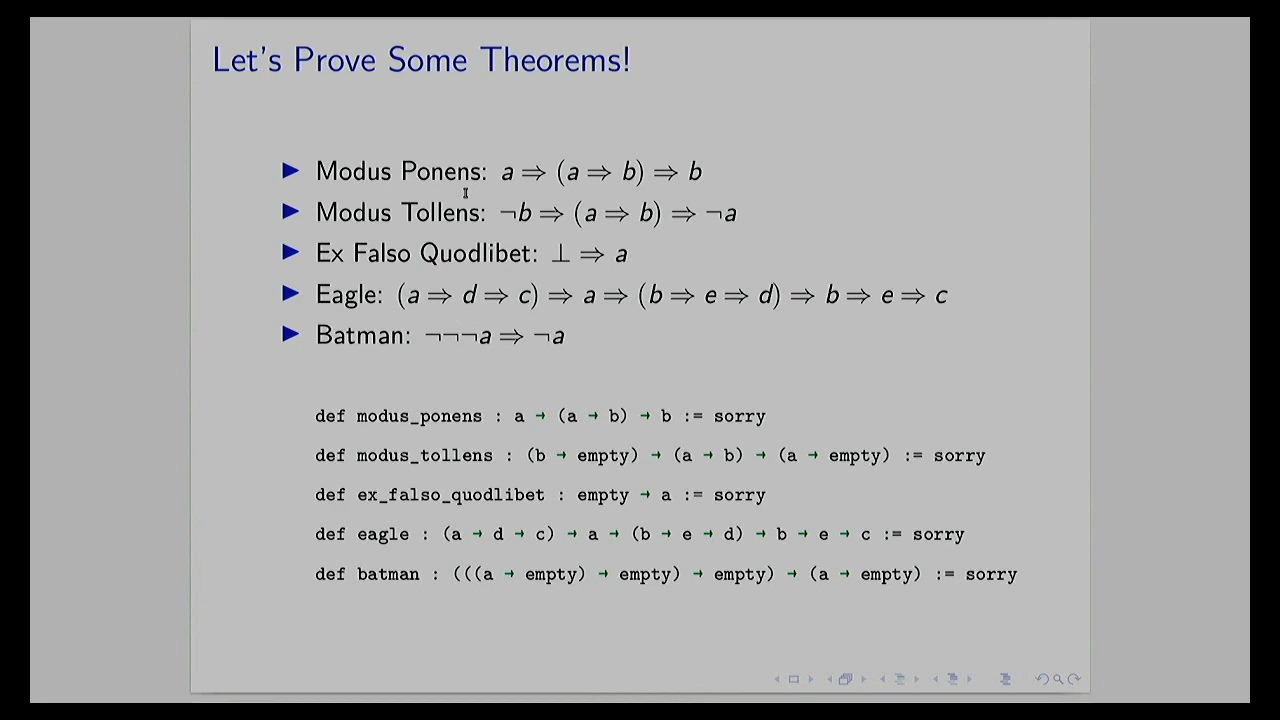 Let's Prove Some Theorems!
▶ Modus Ponens: a ⇒ (a ⇒ b) ⇒ b
▶ Modus Tollens: ¬b ⇒ (a ⇒ b) ⇒ ¬a
▶ Ex Falso Quodlibet: ⊥ ⇒ a
▶ Eagle: (a ⇒ d ⇒ c) ⇒ a ⇒ (b ⇒ e ⇒ d) ⇒ b ⇒ e ⇒ c
▶ Batman: ¬¬¬a ⇒ ¬a
def modus_ponens : a → (a → b) → b := sorry
def modus_tollens : (b → empty) → (a → b) → (a → empty) := sorry
def ex_falso_quodlibet : empty → a := sorry
def eagle : (a → d → c) → a → (b → e → d) → b → e → c := sorry
def batman : (((a → empty) → empty) → empty) → (a → empty) := sorry